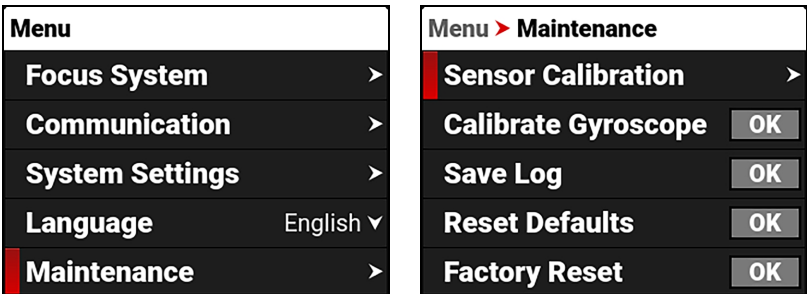 Menu
Focus System
Communication
System Settings
Language English
Maintenance
Menu Maintenance
Sensor Calibration
Calibrate Gyroscope OK
Save Log OK
Reset Defaults OK
Factory Reset OK